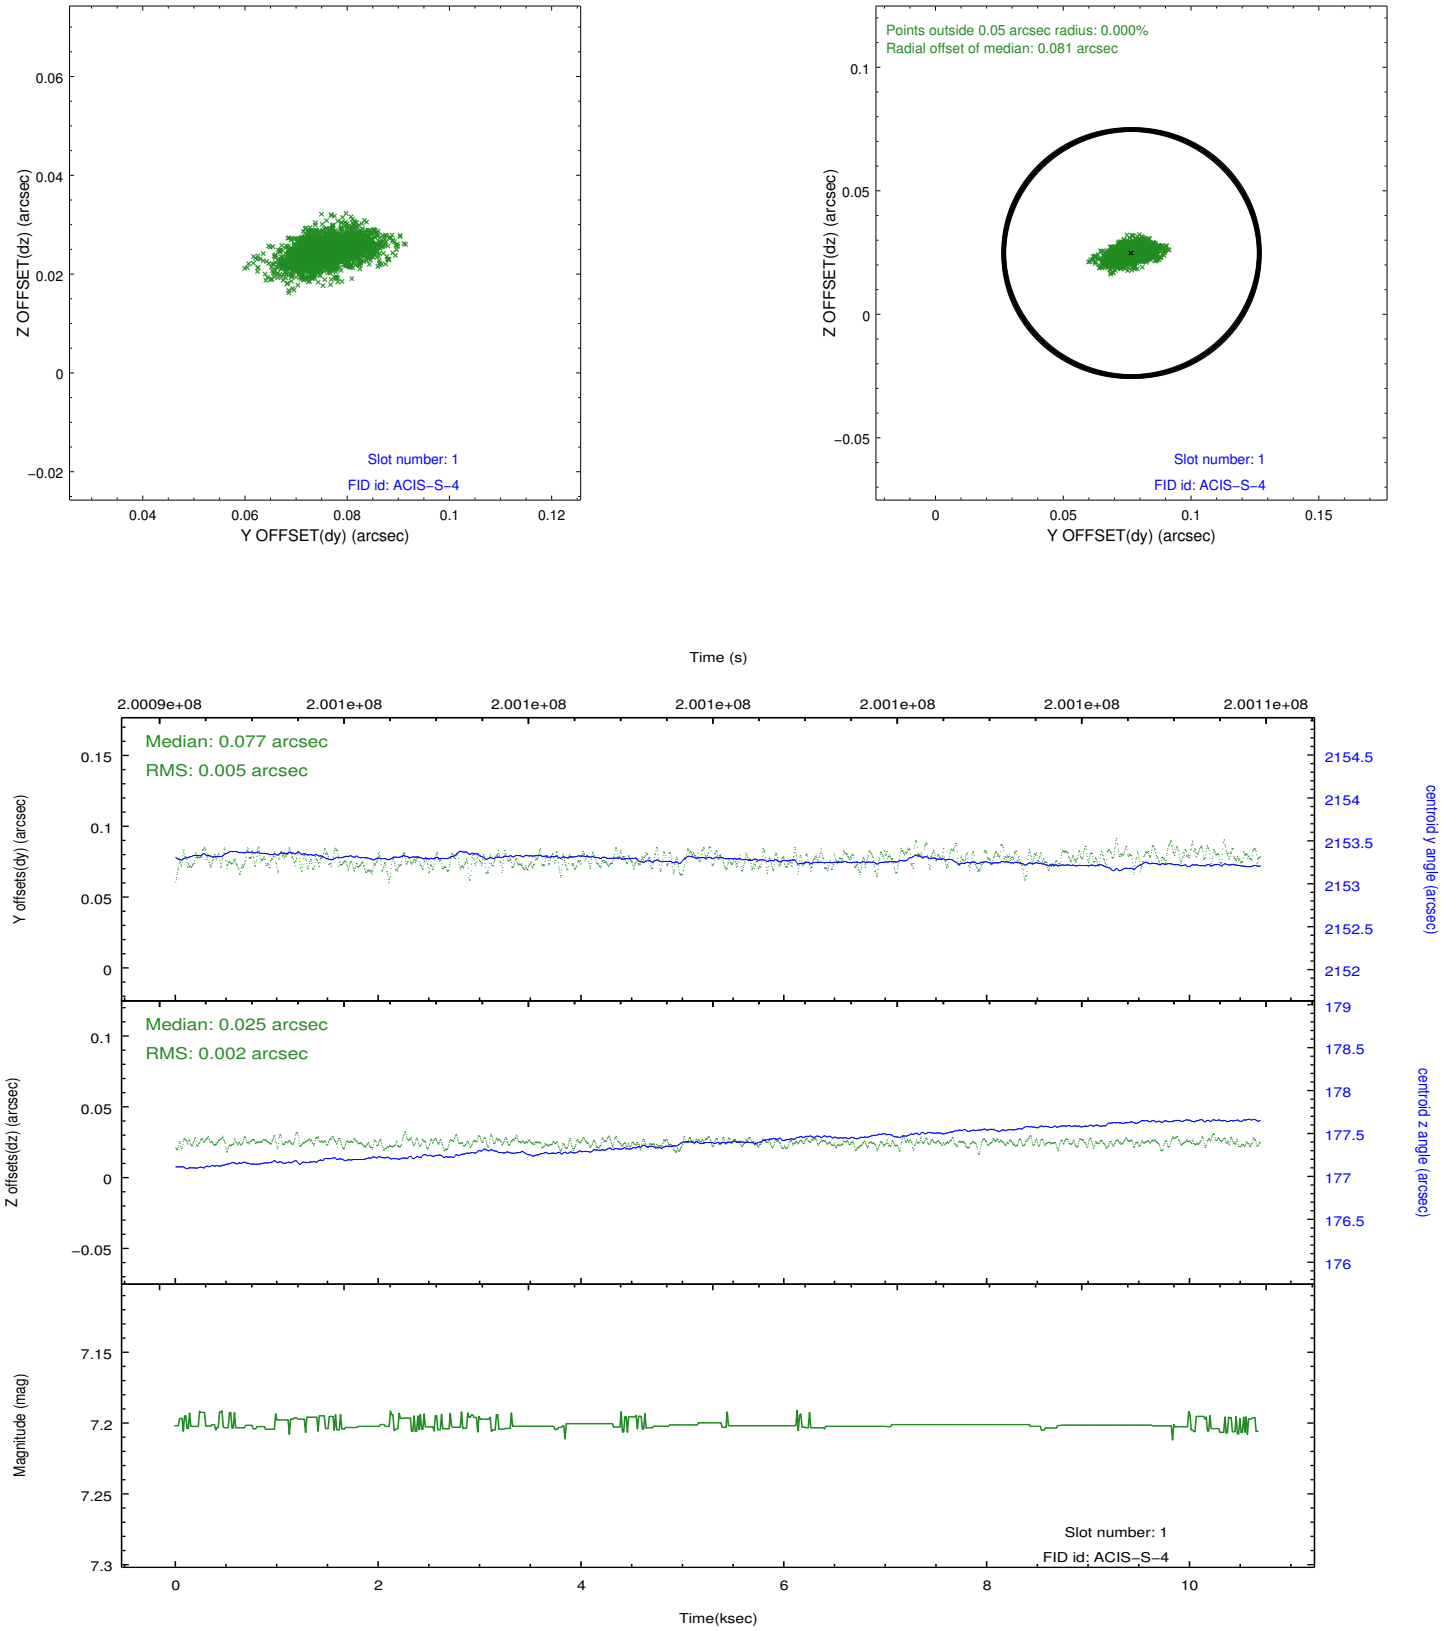 0.06
0.04
0.02
0
−0.02
Z OFFSET(dz) (arcsec)
Slot number: 1
FID id: ACIS−S−4
0.04 0.06 0.08 0.1 0.12
Y OFFSET(dy) (arcsec)
Points outside 0.05 arcsec radius: 0.000%
Radial offset of median: 0.081 arcsec
0.1
0.05
0
−0.05
Z OFFSET(dz) (arcsec)
Slot number: 1
FID id: ACIS−S−4
0 0.05 0.1 0.15
Y OFFSET(dy) (arcsec)
Time (s)
2.0009e+08 2.001e+08 2.001e+08 2.001e+08 2.001e+08 2.001e+08 2.0011e+08
Median: 0.077 arcsec
RMS: 0.005 arcsec
0.15
0.1
0.05
0
Y offsets(dy) (arcsec)
2154.5
2154
2153.5
2153
2152.5
2152
centroid y angle (arcsec)
Median: 0.025 arcsec
RMS: 0.002 arcsec
0.1
0.05
0
−0.05
Z offsets(dz) (arcsec)
179
178.5
178
177.5
177
176.5
176
centroid z angle (arcsec)
7.15
7.2
7.25
7.3
Magnitude (mag)
Slot number: 1
FID id: ACIS−S−4
0 2 4 6 8 10
Time(ksec)